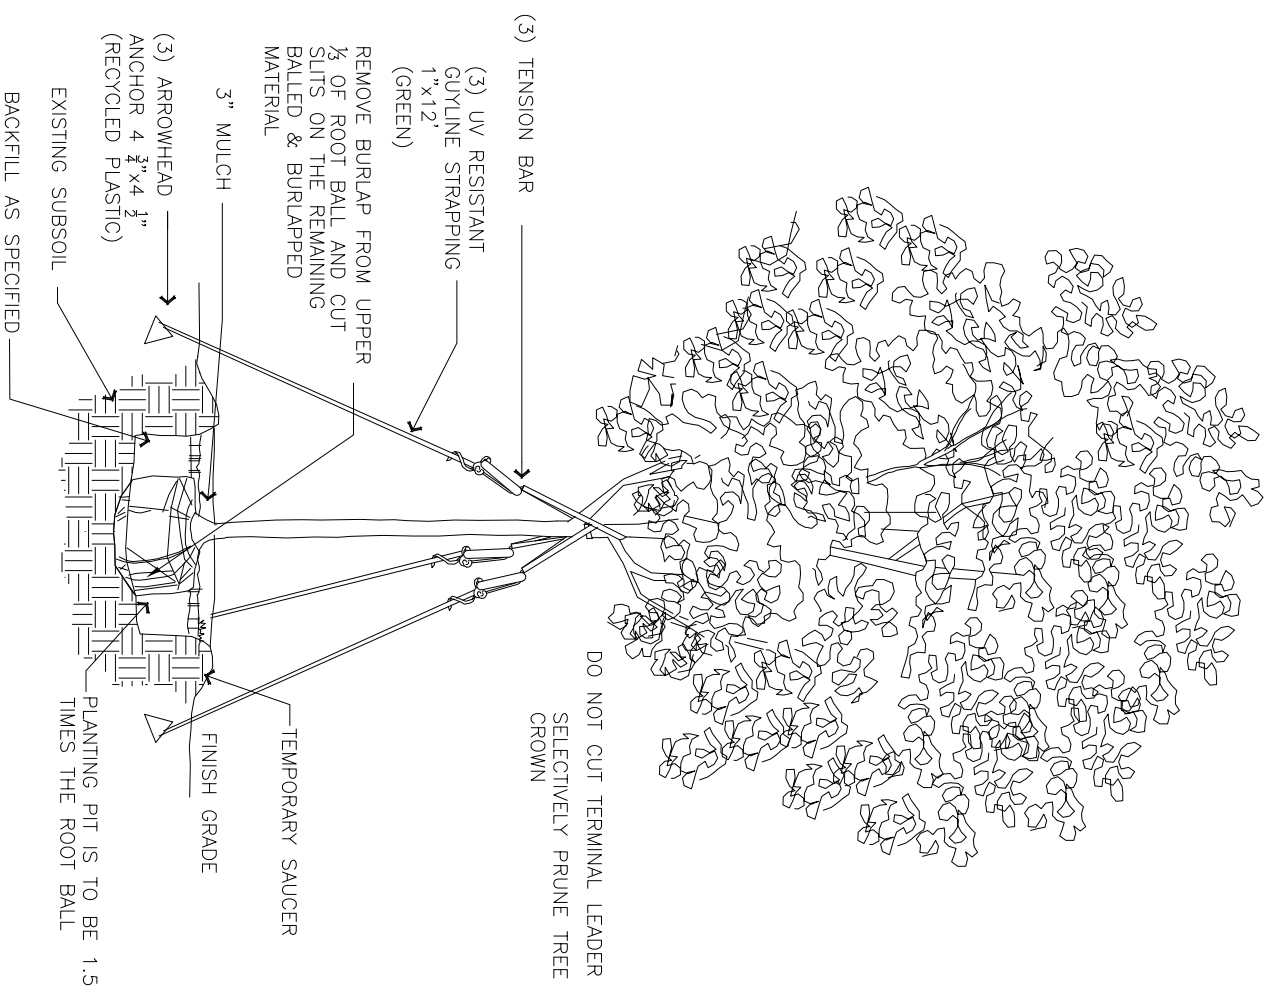 DO NOT CUT TERMINAL LEADER
SELECTIVELY PRUNE TREE
CROWN
(3) TENSION BAR
(3) UV RESISTANT
GUYLINE STRAPPING
1"x12'
(GREEN)
REMOVE BURLAP FROM UPPER
⅓ OF ROOT BALL AND CUT
SLITS ON THE REMAINING
BALLED & BURLAPPED
MATERIAL
3" MULCH
(3) ARROWHEAD
ANCHOR 4 ¾"x4 ½"
(RECYCLED PLASTIC)
EXISTING SUBSOIL
BACKFILL AS SPECIFIED
TEMPORARY SAUCER
FINISH GRADE
PLANTING PIT IS TO BE 1.5
TIMES THE ROOT BALL